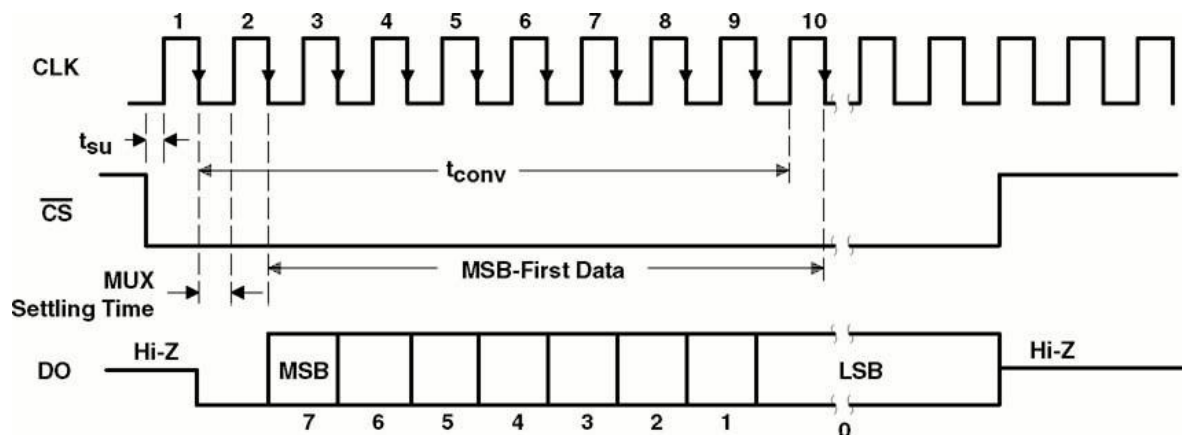 1 2 3 4 5 6 7 8 9 10
CLK
tsu
tconv
CS
MSB-First Data
MUX
Settling Time
Hi-Z
Hi-Z
DO
MSB
LSB
7 6 5 4 3 2 1 0